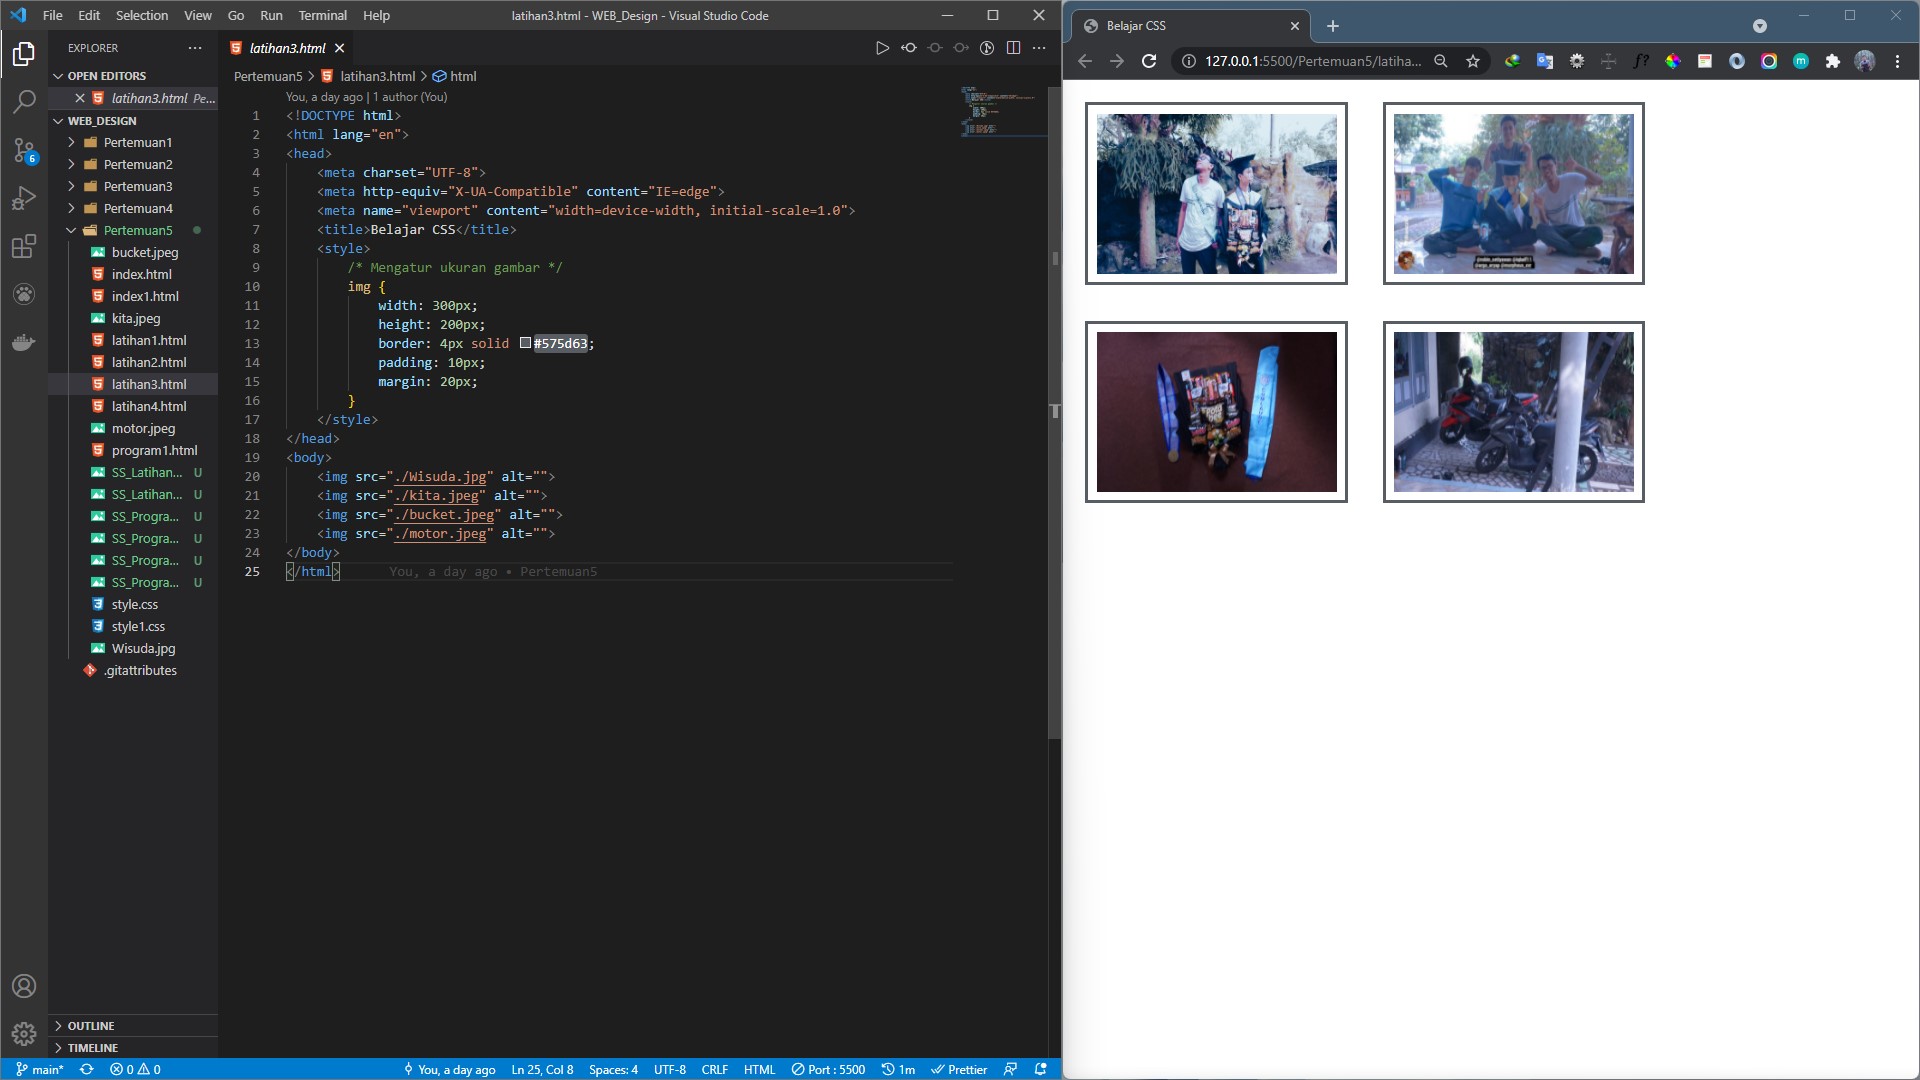 File Edit Selection View Go Run Terminal Help
latihan3.html - WEB_Design - Visual Studio Code
EXPLORER
OPEN EDITORS
latihan3.html Pe...
WEB_DESIGN
Pertemuan1
Pertemuan2
Pertemuan3
Pertemuan4
Pertemuan5
bucket.jpeg
index.html
index1.html
kita.jpeg
latihan1.html
latihan2.html
latihan3.html
latihan4.html
motor.jpeg
program1.html
SS_Latihan... U
SS_Latihan... U
SS_Progra... U
SS_Progra... U
SS_Progra... U
SS_Progra... U
style.css
style1.css
Wisuda.jpg
.gitattributes
OUTLINE
TIMELINE
6
latihan3.html
Pertemuan5 > latihan3.html > html
You, a day ago | 1 author (You)
1 <!DOCTYPE html>
2 <html lang="en">
3 <head>
4 <meta charset="UTF-8">
5 <meta http-equiv="X-UA-Compatible" content="IE=edge">
6 <meta name="viewport" content="width=device-width, initial-scale=1.0">
7 <title>Belajar CSS</title>
8 <style>
9 /* Mengatur ukuran gambar */
10 img {
11 width: 300px;
12 height: 200px;
13 border: 4px solid #575d63;
14 padding: 10px;
15 margin: 20px;
16 }
17 </style>
18 </head>
19 <body>
20 <img src="./Wisuda.jpg" alt="">
21 <img src="./kita.jpeg" alt="">
22 <img src="./bucket.jpeg" alt="">
23 <img src="./motor.jpeg" alt="">
24 </body>
25 </html> You, a day ago • Pertemuan5
main* 0 0 You, a day ago Ln 25, Col 8 Spaces: 4 UTF-8 CRLF HTML Port : 5500 1m Prettier
Belajar CSS
127.0.0.1:5500/Pertemuan5/latiha...
f?
m